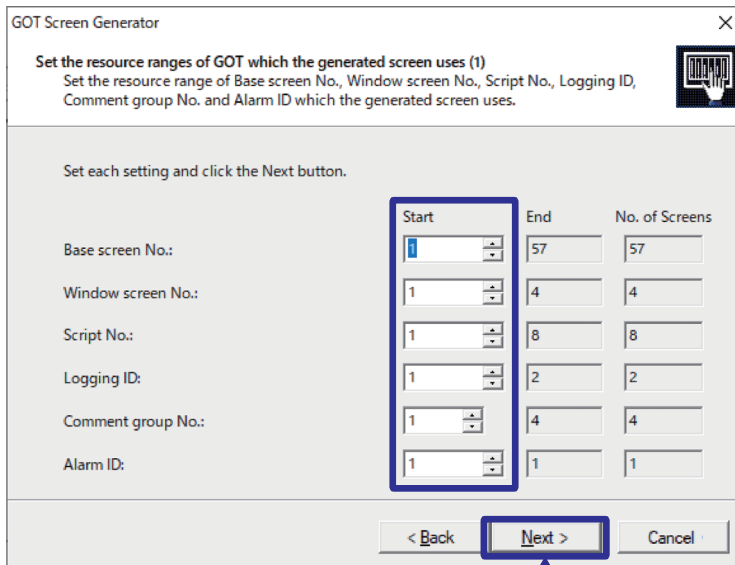 GOT Screen Generator
Set the resource ranges of GOT which the generated screen uses (1)
Set the resource range of Base screen No., Window screen No., Script No., Logging ID,
Comment group No. and Alarm ID which the generated screen uses.
Set each setting and click the Next button.
Start End No. of Screens
Base screen No.: 1 57 57
Window screen No.: 1 4 4
Script No.: 1 8 8
Logging ID: 1 2 2
Comment group No.: 1 4 4
Alarm ID: 1 1 1
< Back Next > Cancel